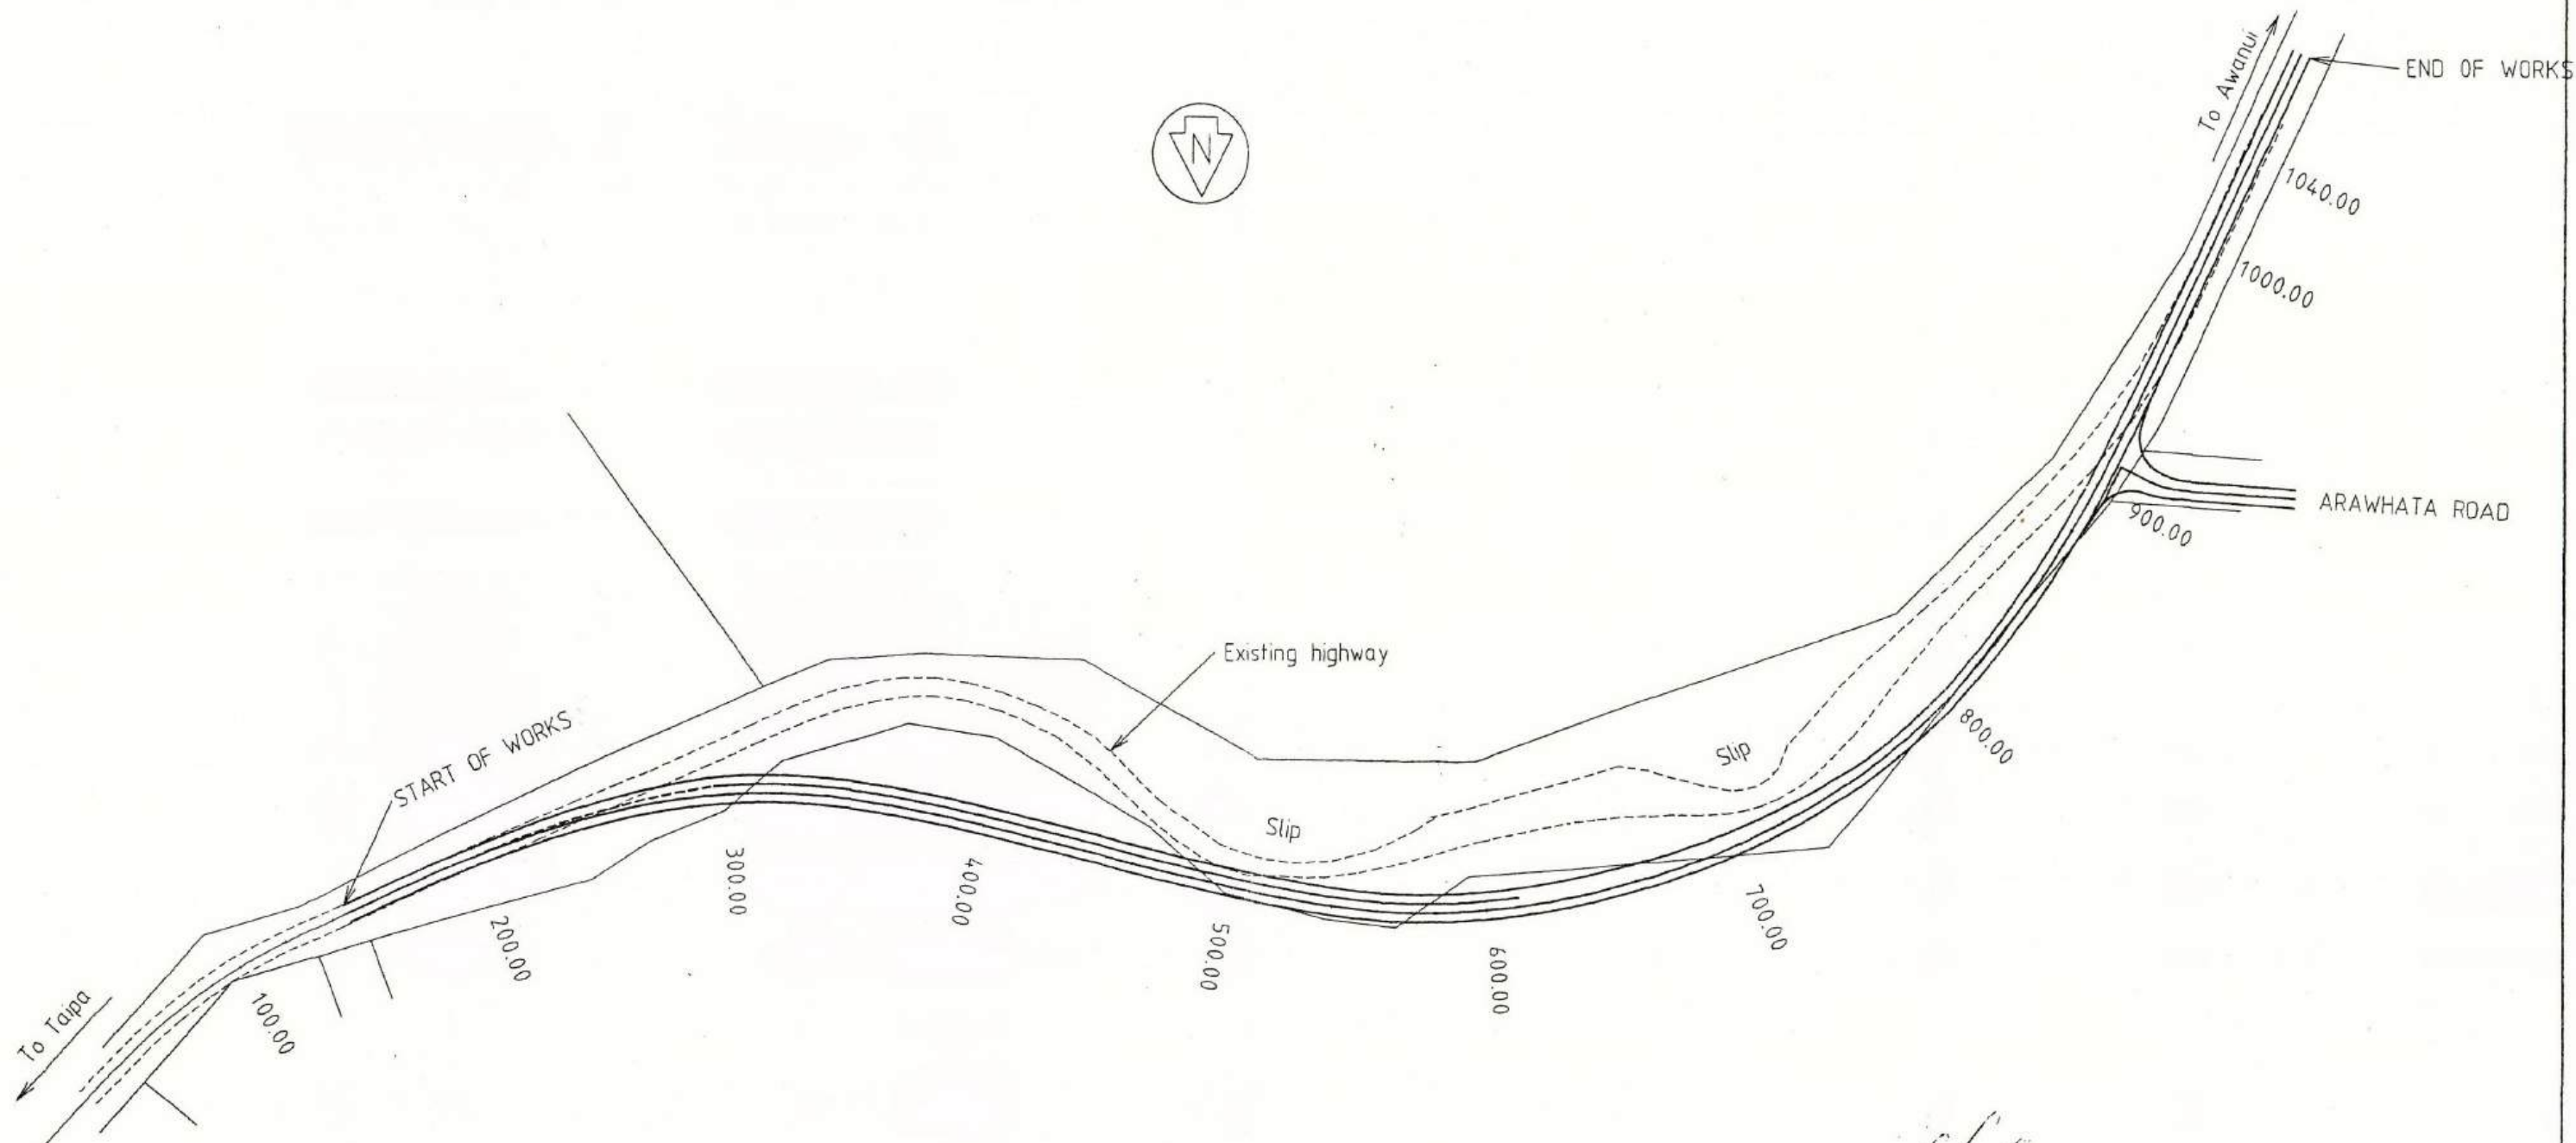 To Awanui
END OF WORKS
N
1040.00
1000.00
ARAWHATA ROAD
900.00
Existing highway
START OF WORKS
Slip
800.00
Slip
300.00
400.00
700.00
200.00
500.00
600.00
100.00
To Taipa